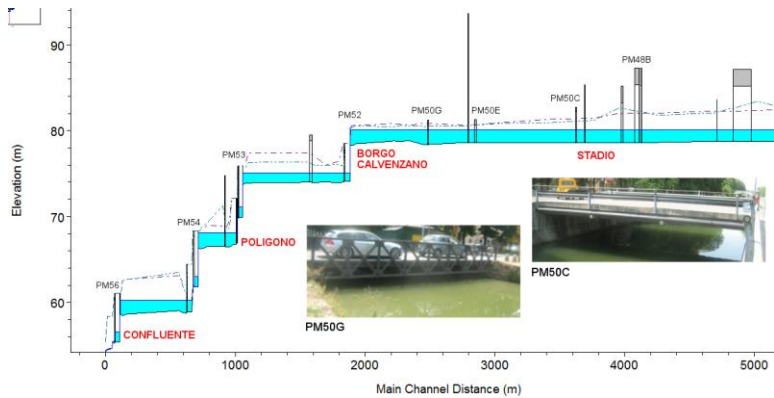 90
80
70
60
Elevation (m)
PM56
CONFLUENTE
PM54
PM53
POLIGONO
PM52
BORGO
CALVENZANO
PM50G
PM50E
PM50C
STADIO
PM48B
PM50G
PM50C
0
1000
2000
3000
4000
5000
Main Channel Distance (m)